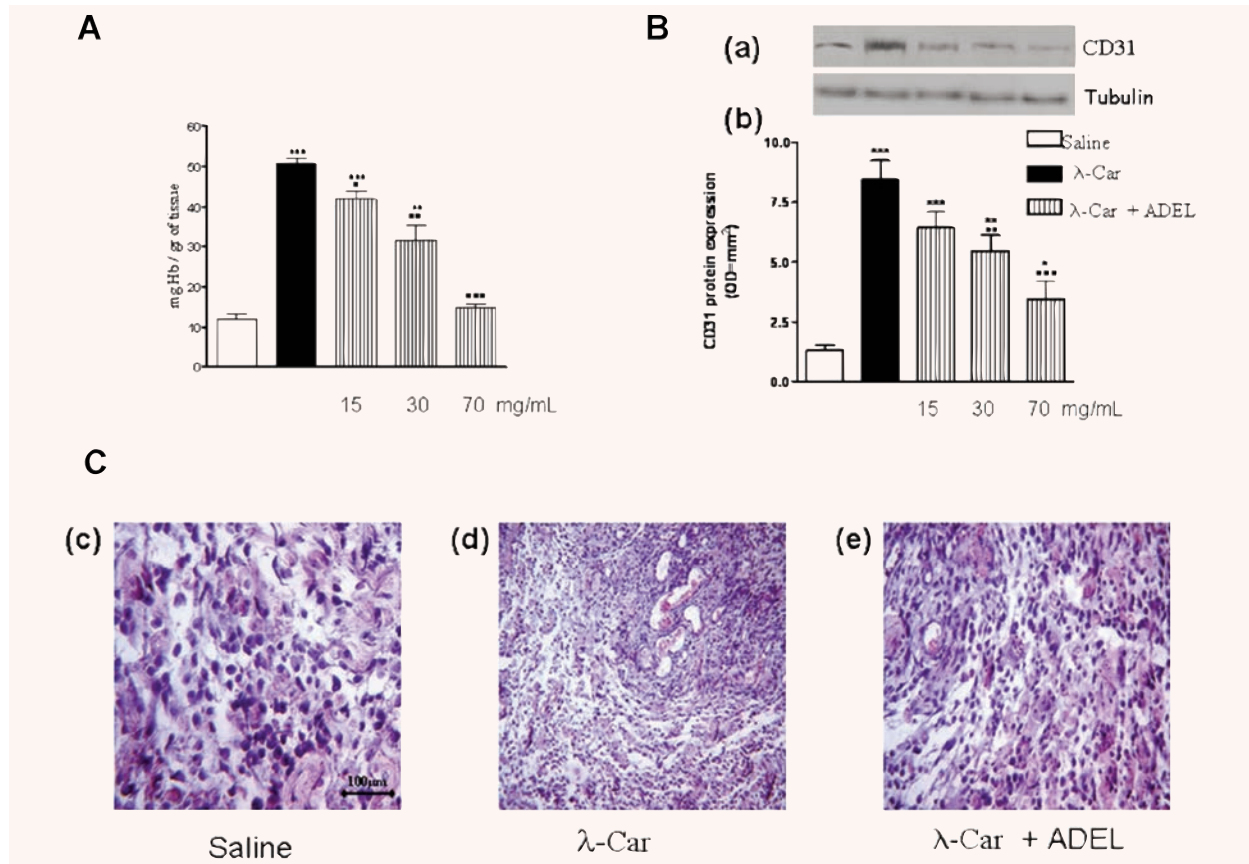 A
B
(a)
CD31
Tubulin
(b)
mg Hb / gr of tissue
60
50
40
30
20
10
0
15 30 70 mg/mL
CD31 protein expression
(OD=mm²)
10.0
7.5
5.0
2.5
0.0
***
***
**
**
*
***
15 30 70 mg/mL
Saline
λ-Car
λ-Car + ADEL
C
(c)
(d)
(e)
100µm
Saline
λ-Car
λ-Car + ADEL